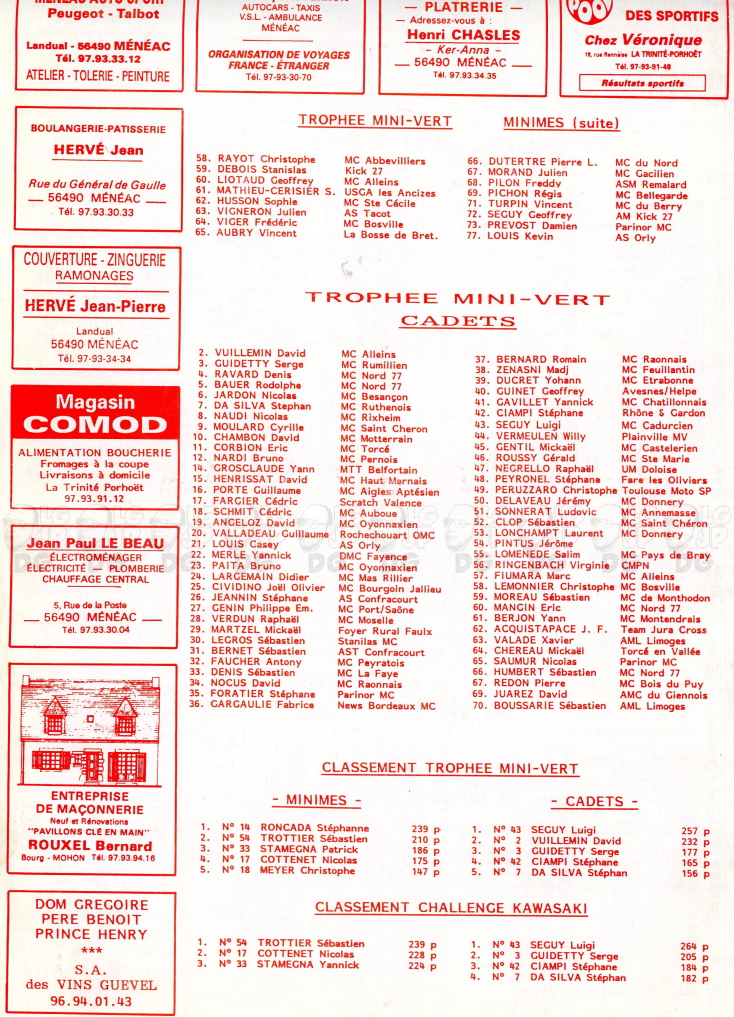 MENEAC AUTO SPORT
Peugeot - Talbot
Landual - 56490 MÉNÉAC
Tél. 97.93.33.12
ATELIER - TOLERIE - PEINTURE
AUTOCARS - TAXIS
V.S.L. - AMBULANCE
MÉNÉAC
ORGANISATION DE VOYAGES
FRANCE - ÉTRANGER
Tél. 97-93-30-70
– PLATRERIE –
– Adressez-vous à :
Henri CHASLES
– Ker-Anna –
56490 MÉNÉAC
Tél. 97.93.34.35
DES SPORTIFS
Chez Véronique
18, rue Rennaise LA TRINITÉ-PORHOËT
Tél. 97-93-91-48
Résultats sportifs
BOULANGERIE-PATISSERIE
HERVÉ Jean
Rue du Général de Gaulle
56490 MÉNÉAC
Tél. 97.93.30.33
COUVERTURE - ZINGUERIE
RAMONAGES
HERVÉ Jean-Pierre
Landual
56490 MÉNÉAC
Tél. 97-93-34-34
Magasin
COMOD
ALIMENTATION BOUCHERIE
Fromages à la coupe
Livraisons à domicile
La Trinité Porhoët
97.93.91.12
Jean Paul LE BEAU
ÉLECTROMÉNAGER
ÉLECTRICITÉ - PLOMBERIE
CHAUFFAGE CENTRAL
5, Rue de la Poste
56490 MÉNÉAC
Tél. 97.93.30.04
ENTREPRISE
DE MAÇONNERIE
Neuf et Rénovations
"PAVILLONS CLÉ EN MAIN"
ROUXEL Bernard
Bourg - MOHON Tél. 97.93.94.16
DOM GREGOIRE
PERE BENOIT
PRINCE HENRY
***
S.A.
des VINS GUEVEL
96.94.01.43
TROPHEE MINI-VERT MINIMES (suite)
58. RAYOT Christophe MC Abbevilliers
59. DEBOIS Stanislas Kick 27
60. LIOTAUD Geoffrey MC Alleins
61. MATHIEU-CERISIER S. USGA les Ancizes
62. HUSSON Sophie MC Ste Cécile
63. VIGNERON Julien AS Tacot
64. VIGER Frédéric MC Bosville
65. AUBRY Vincent La Bosse de Bret.
66. DUTERTRE Pierre L. MC du Nord
67. MORAND Julien MC Gacilien
68. PILON Freddy ASM Remalard
69. PICHON Régis MC Bellegarde
71. TURPIN Vincent MC du Berry
72. SEGUY Geoffrey AM Kick 27
73. PREVOST Damien Parinor MC
77. LOUIS Kevin AS Orly
TROPHEE MINI-VERT
CADETS
2. VUILLEMIN David MC Alleins
3. GUIDETTY Serge MC Rumillien
4. RAVARD Denis MC Nord 77
5. BAUER Rodolphe MC Nord 77
6. JARDON Nicolas MC Besançon
7. DA SILVA Stephan MC Ruthenois
8. NAUDI Nicolas MC Rixheim
9. MOULARD Cyrille MC Saint Cheron
10. CHAMBON David MC Motterrain
11. CORBION Eric MC Torcé
12. NARDI Bruno MC Pernois
14. GROSCLAUDE Yann MTT Belfortain
15. HENRISSAT David MC Haut Marnais
16. PORTE Guillaume MC Aigles Aptésien
17. FARGIER Cédric Scratch Valence
18. SCHMIT Cédric MC Aubous
19. ANGELOZ David MC Oyonnaxien
20. VALLADEAU Guillaume Rochechouart OMC
21. LOUIS Casey AS Orly
22. MERLE Yannick DMC Fayence
23. PAITA Bruno MC Oyonnaxien
24. LARGEMAIN Didier MC Mas Rillier
25. CIVIDINO Joël Olivier MC Bourgoin Jallieu
26. JEANNIN Stéphane AS Confracourt
27. GENIN Philippe Em. MC Port/Saône
28. VERDUN Raphaël MC Moselle
29. MARTZEL Mickaël Foyer Rural Faulx
30. LEGROS Sébastien Stanilas MC
31. BERNET Sébastien AST Confracourt
32. FAUCHER Antony MC Peyratois
33. DENIS Sébastien MC La Faye
34. NOCUS David MC Raonnais
35. FORATIER Stéphane Parinor MC
36. GARGAULIE Fabrice News Bordeaux MC
37. BERNARD Romain MC Raonnais
38. ZENASNI Madj MC Feuillantin
39. DUCRET Yohann MC Etrabonne
40. GUINET Geoffrey Avesnes/Helpe
41. GAVILLET Yannick MC Chatillonnais
42. CIAMPI Stéphane Rhône & Gardon
43. SEGUY Luigi MC Cadurcien
44. VERMEULEN Willy Plainville MV
45. GENTIL Mickaël MC Castelneuvien
46. ROUSSY Gérald MC Ste Marie
47. NEGRELLO Raphaël UM Doloise
48. PEYRONEL Stéphane Fare les Oliviers
49. PERUZZARO Christophe Toulouse Moto SP
50. DELAVEAU Jérémy MC Donnery
51. SONNERAT Ludovic MC Annemasse
52. CLOP Sébastien MC Saint Chéron
53. LONCHAMPT Laurent MC Donnery
54. PINTUS Jérôme
55. LOMENEDE Salim MC Pays de Bray
56. RINGENBACH Virginie CMPN
57. FIUMARA Marc MC Alleins
58. LEMONNIER Christophe MC Bosville
59. MOREAU Sébastien MC de Monthodon
60. MANGIN Eric MC Nord 77
61. BERJON Yann MC Montendrais
62. ACQUISTAPACE J. F. Team Jura Cross
63. VALADE Xavier AML Limoges
64. CHEREAU Mickaël Torcé en Vallée
65. SAUMUR Nicolas Parinor MC
66. HUMBERT Sébastien MC Nord 77
67. REDON Pierre MC Bois du Puy
69. JUAREZ David AMC du Giennois
70. BOUSSARIE Sébastien AML Limoges
CLASSEMENT TROPHEE MINI-VERT
- MINIMES -
1. N° 14 RONCADA Stéphanne 239 p
2. N° 54 TROTTIER Sébastien 210 p
3. N° 33 STAMEGNA Patrick 186 p
4. N° 17 COTTENET Nicolas 175 p
5. N° 18 MEYER Christophe 147 p
- CADETS -
1. N° 43 SEGUY Luigi 257 p
2. N° 2 VUILLEMIN David 232 p
3. N° 3 GUIDETTY Serge 177 p
4. N° 42 CIAMPI Stéphane 165 p
5. N° 7 DA SILVA Stéphan 156 p
CLASSEMENT CHALLENGE KAWASAKI
1. N° 54 TROTTIER Sébastien 239 p
2. N° 17 COTTENET Nicolas 228 p
3. N° 33 STAMEGNA Yannick 224 p
1. N° 43 SEGUY Luigi 264 p
2. N° 3 GUIDETTY Serge 205 p
3. N° 42 CIAMPI Stéphane 184 p
4. N° 7 DA SILVA Stéphan 182 p